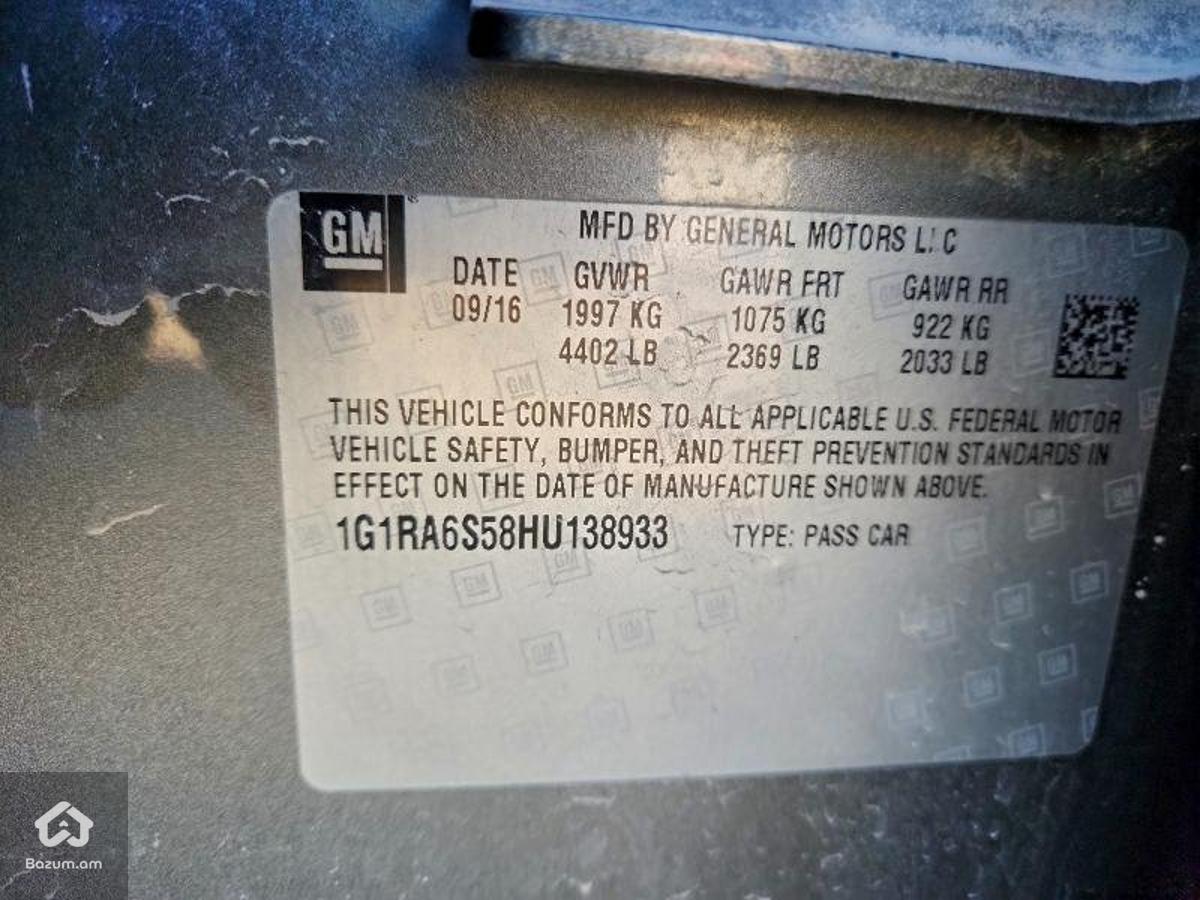 GM
MFD BY GENERAL MOTORS LLC
DATE GVWR GAWR FRT GAWR RR
09/16 1997 KG 1075 KG 922 KG
4402 LB 2369 LB 2033 LB
THIS VEHICLE CONFORMS TO ALL APPLICABLE U.S. FEDERAL MOTOR
VEHICLE SAFETY, BUMPER, AND THEFT PREVENTION STANDARDS IN
EFFECT ON THE DATE OF MANUFACTURE SHOWN ABOVE.
1G1RA6S58HU138933 TYPE: PASS CAR
Bazum.am